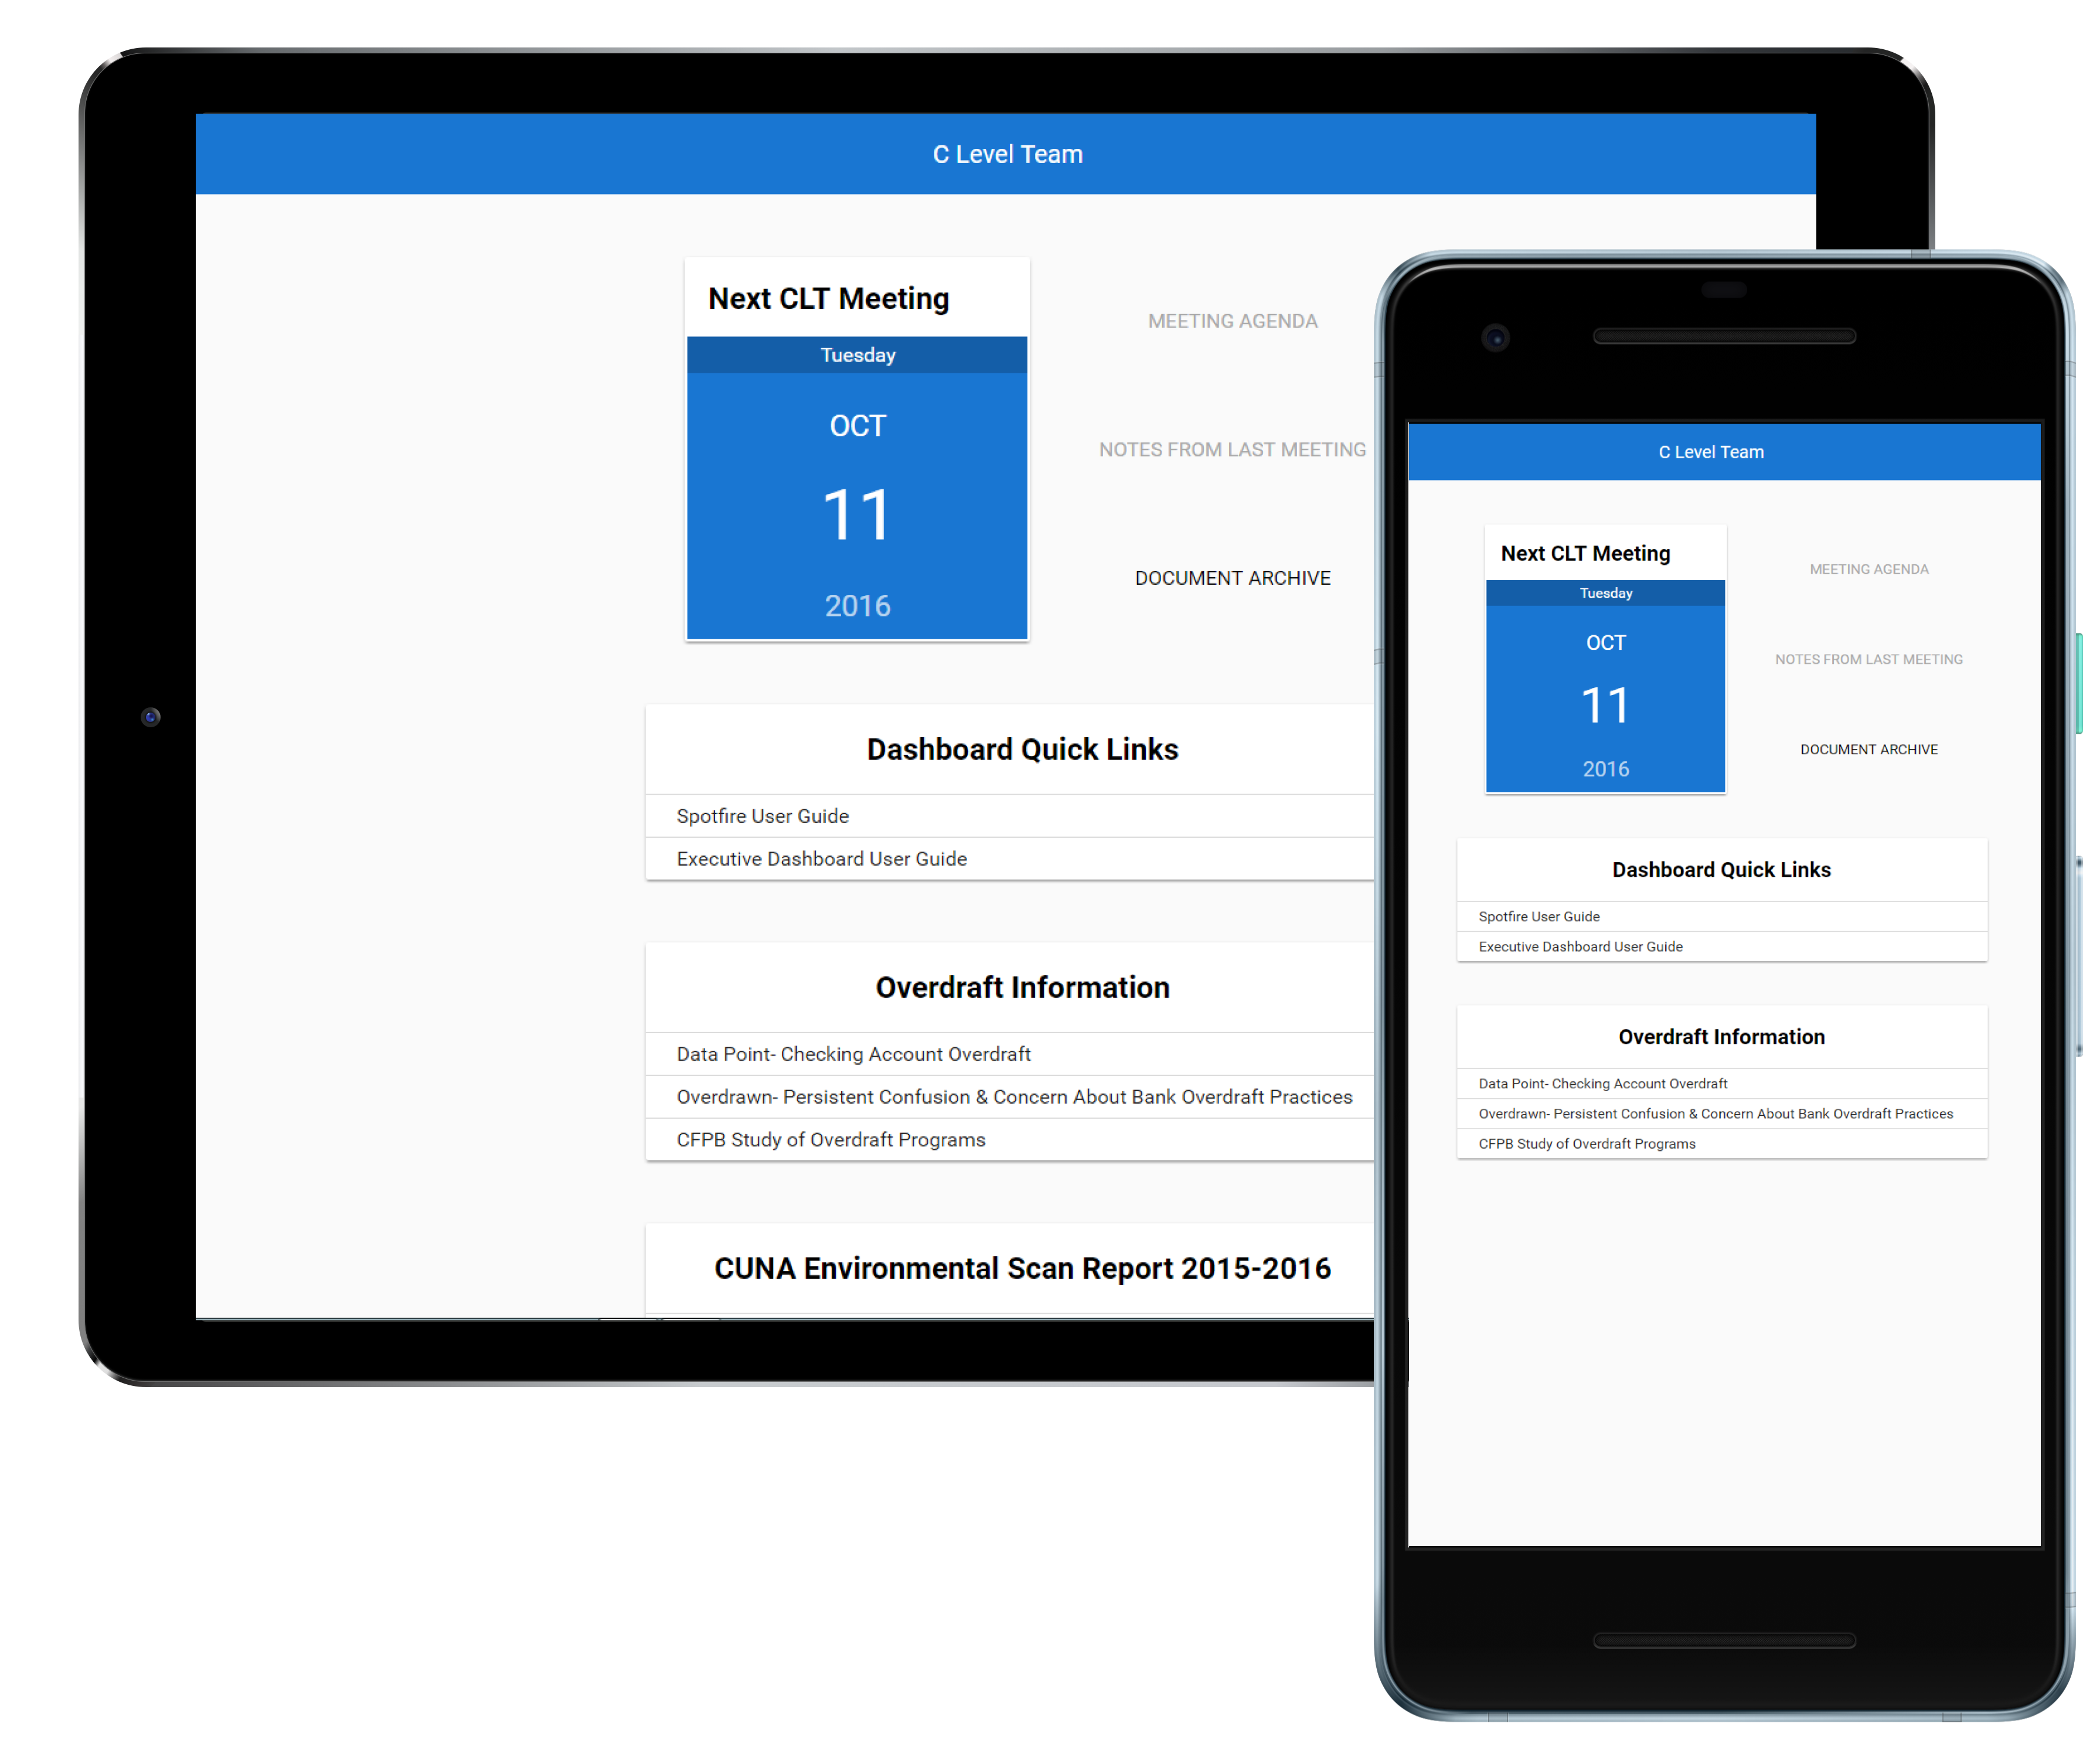 C Level Team
Next CLT Meeting
Tuesday
OCT
11
2016
MEETING AGENDA
NOTES FROM LAST MEETING
DOCUMENT ARCHIVE
Dashboard Quick Links
Spotfire User Guide
Executive Dashboard User Guide
Overdraft Information
Data Point- Checking Account Overdraft
Overdrawn- Persistent Confusion & Concern About Bank Overdraft Practices
CFPB Study of Overdraft Programs
CUNA Environmental Scan Report 2015-2016
C Level Team
Next CLT Meeting
Tuesday
OCT
11
2016
MEETING AGENDA
NOTES FROM LAST MEETING
DOCUMENT ARCHIVE
Dashboard Quick Links
Spotfire User Guide
Executive Dashboard User Guide
Overdraft Information
Data Point- Checking Account Overdraft
Overdrawn- Persistent Confusion & Concern About Bank Overdraft Practices
CFPB Study of Overdraft Programs